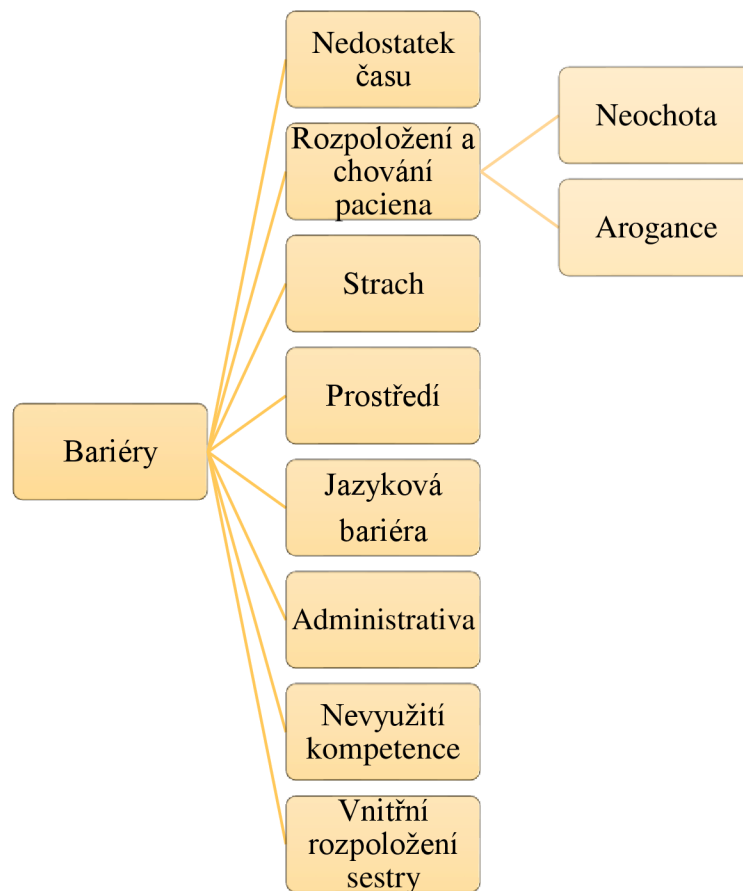 Bariéry
Nedostatek
času
Rozpoložení a
chování
paciena
Neochota
Arogance
Strach
Prostředí
Jazyková
bariéra
Administrativa
Nevyužití
kompetence
Vnitřní
rozpoložení
sestry